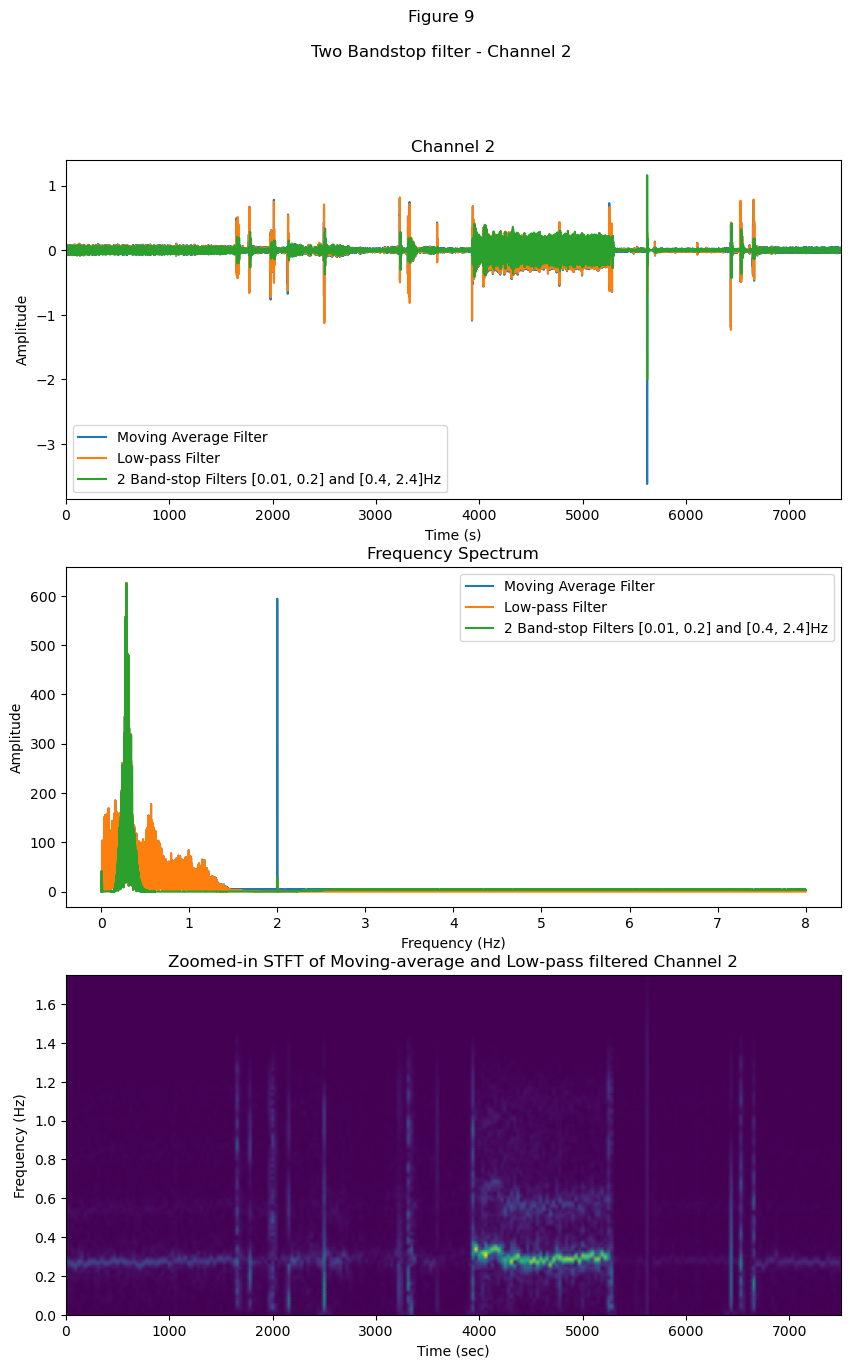 Figure 9
Two Bandstop filter - Channel 2
Channel 2
1
0
−1
−2
−3
Amplitude
Moving Average Filter
Low-pass Filter
2 Band-stop Filters [0.01, 0.2] and [0.4, 2.4]Hz
0 1000 2000 3000 4000 5000 6000 7000
Time (s)
Frequency Spectrum
600
500
400
300
200
100
0
Amplitude
Moving Average Filter
Low-pass Filter
2 Band-stop Filters [0.01, 0.2] and [0.4, 2.4]Hz
0 1 2 3 4 5 6 7 8
Frequency (Hz)
Zoomed-in STFT of Moving-average and Low-pass filtered Channel 2
1.6
1.4
1.2
1.0
0.8
0.6
0.4
0.2
0.0
Frequency (Hz)
0 1000 2000 3000 4000 5000 6000 7000
Time (sec)